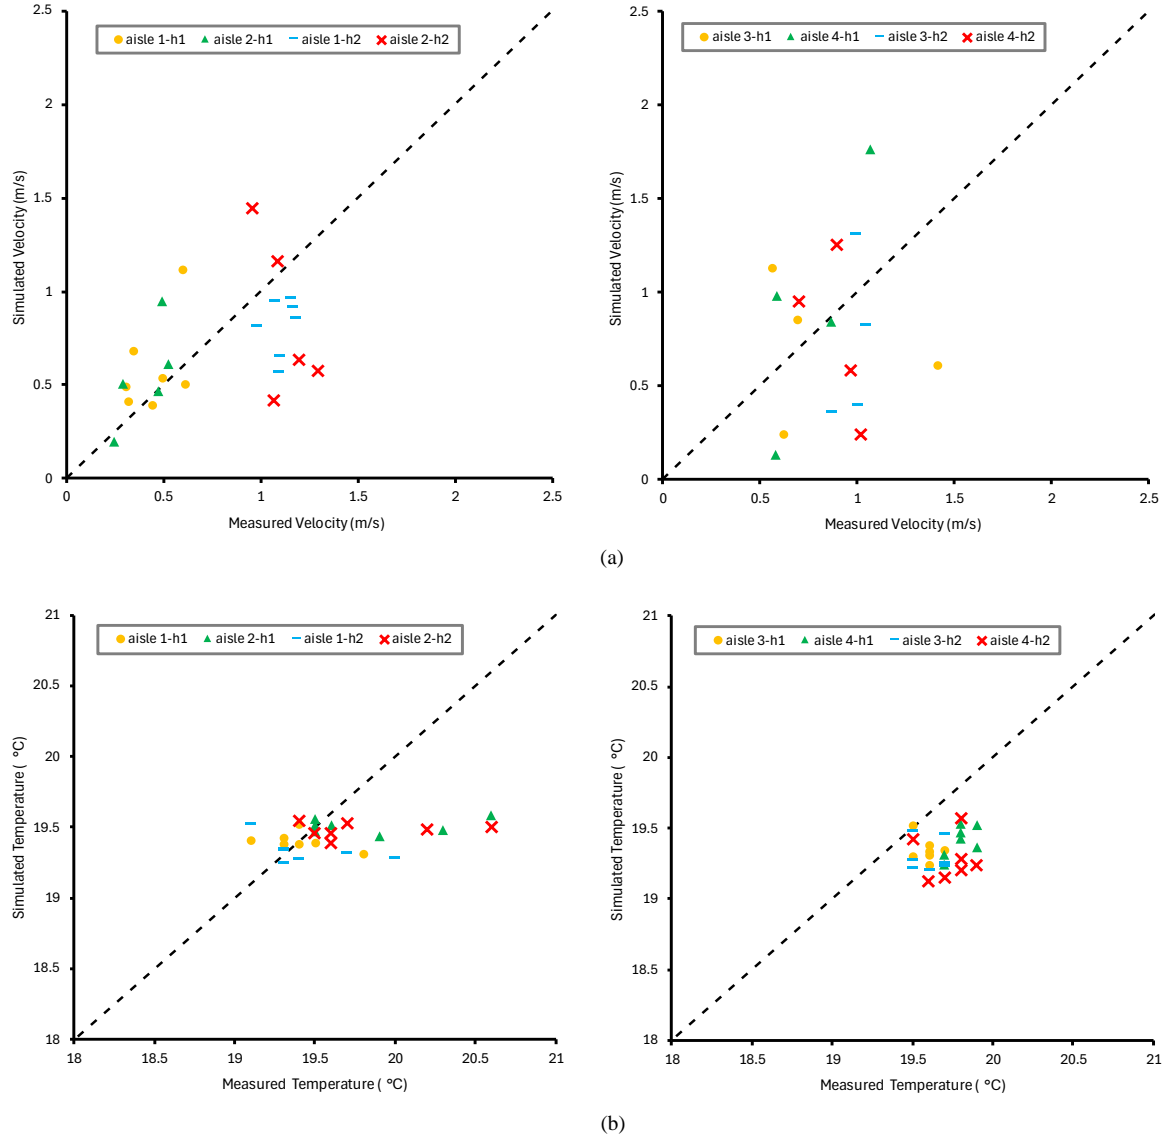 2.5
aisle 1-h1 aisle 2-h1 aisle 1-h2 aisle 2-h2
2
1.5
1
0.5
0
0 0.5 1 1.5 2 2.5
Simulated Velocity (m/s)
Measured Velocity (m/s)
2.5
aisle 3-h1 aisle 4-h1 aisle 3-h2 aisle 4-h2
2
1.5
1
0.5
0
0 0.5 1 1.5 2 2.5
Simulated Velocity (m/s)
Measured Velocity (m/s)
(a)
21
aisle 1-h1 aisle 2-h1 aisle 1-h2 aisle 2-h2
20.5
20
19.5
19
18.5
18
18 18.5 19 19.5 20 20.5 21
Simulated Temperature ( °C)
Measured Temperature ( °C)
21
aisle 3-h1 aisle 4-h1 aisle 3-h2 aisle 4-h2
20.5
20
19.5
19
18.5
18
18 18.5 19 19.5 20 20.5 21
Simulated Temperature ( °C)
Measured Temperature ( °C)
(b)